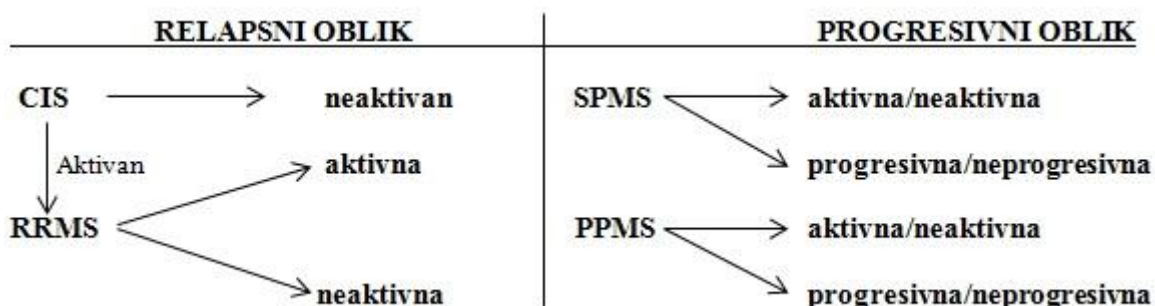 RELAPSNI OBLIK
CIS
neaktivan
Aktivan
aktivna
RRMS
neaktivna
PROGRESIVNI OBLIK
SPMS
aktivna/neaktivna
progresivna/neprogresivna
PPMS
aktivna/neaktivna
progresivna/neprogresivna